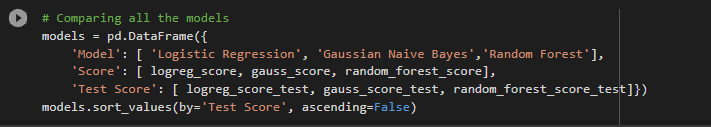 # Comparing all the models
models = pd.DataFrame({
    'Model': [ 'Logistic Regression', 'Gaussian Naive Bayes','Random Forest'],
    'Score': [ logreg_score, gauss_score, random_forest_score],
    'Test Score': [ logreg_score_test, gauss_score_test, random_forest_score_test]})
models.sort_values(by='Test Score', ascending=False)